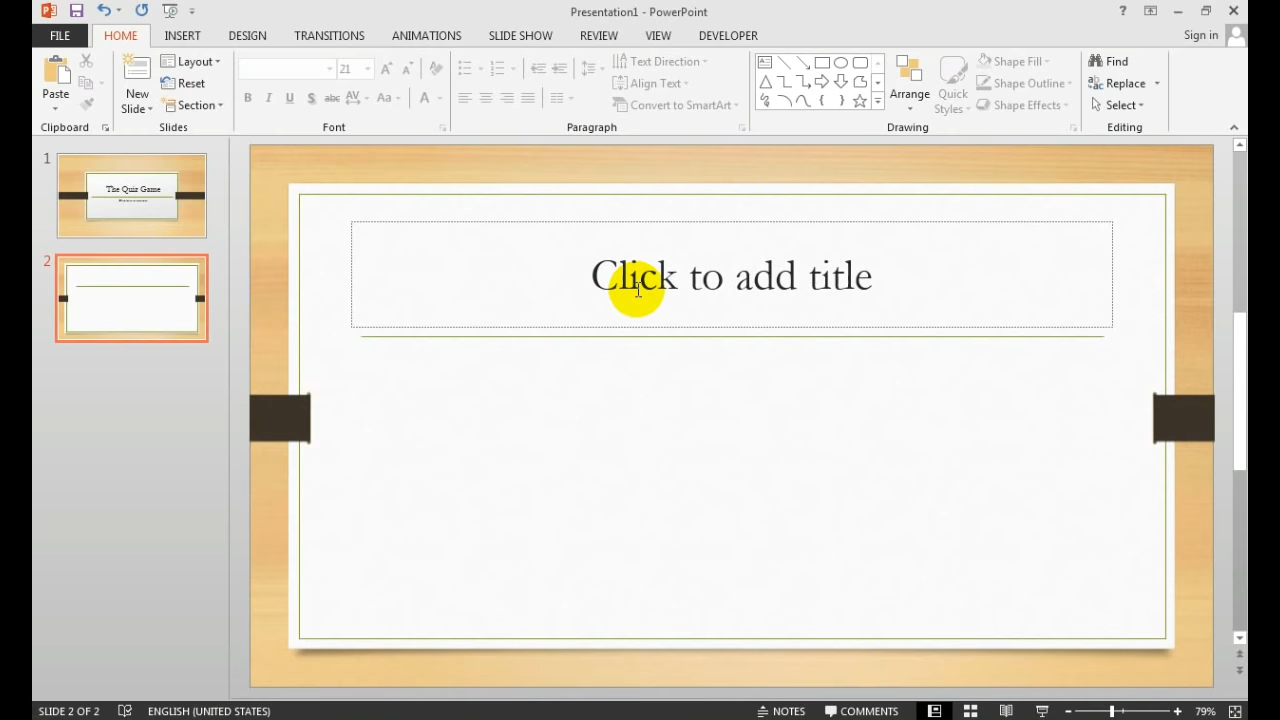 Presentation1 - PowerPoint
?
FILE HOME INSERT DESIGN TRANSITIONS ANIMATIONS SLIDE SHOW REVIEW VIEW DEVELOPER Sign in
Paste
Clipboard
New
Slide
Layout
Reset
Section
Slides
21
B I U S abc AV Aa A
Font
Text Direction
Align Text
Convert to SmartArt
Paragraph
Arrange
Quick
Styles
Shape Fill
Shape Outline
Shape Effects
Drawing
Find
Replace
Select
Editing
1
The Quiz Game
2
Click to add title
SLIDE 2 OF 2 ENGLISH (UNITED STATES) NOTES COMMENTS 79%